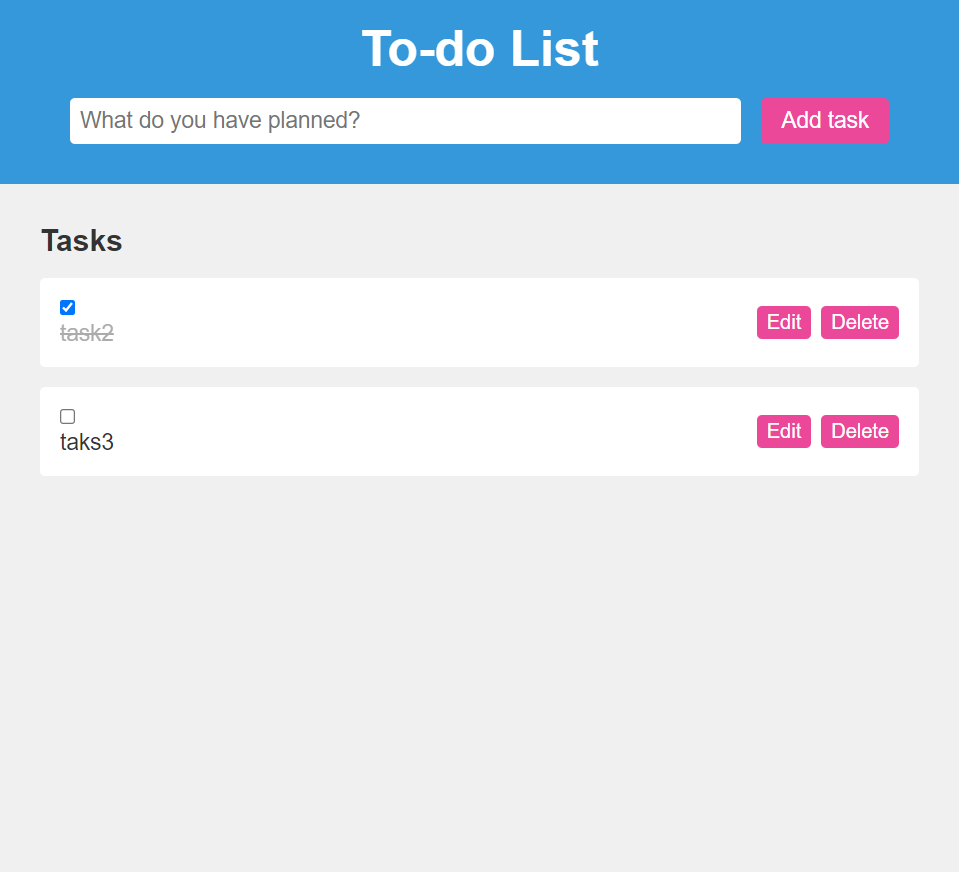 To-do List
What do you have planned?
Add task
Tasks
task2
Edit Delete
taks3
Edit Delete